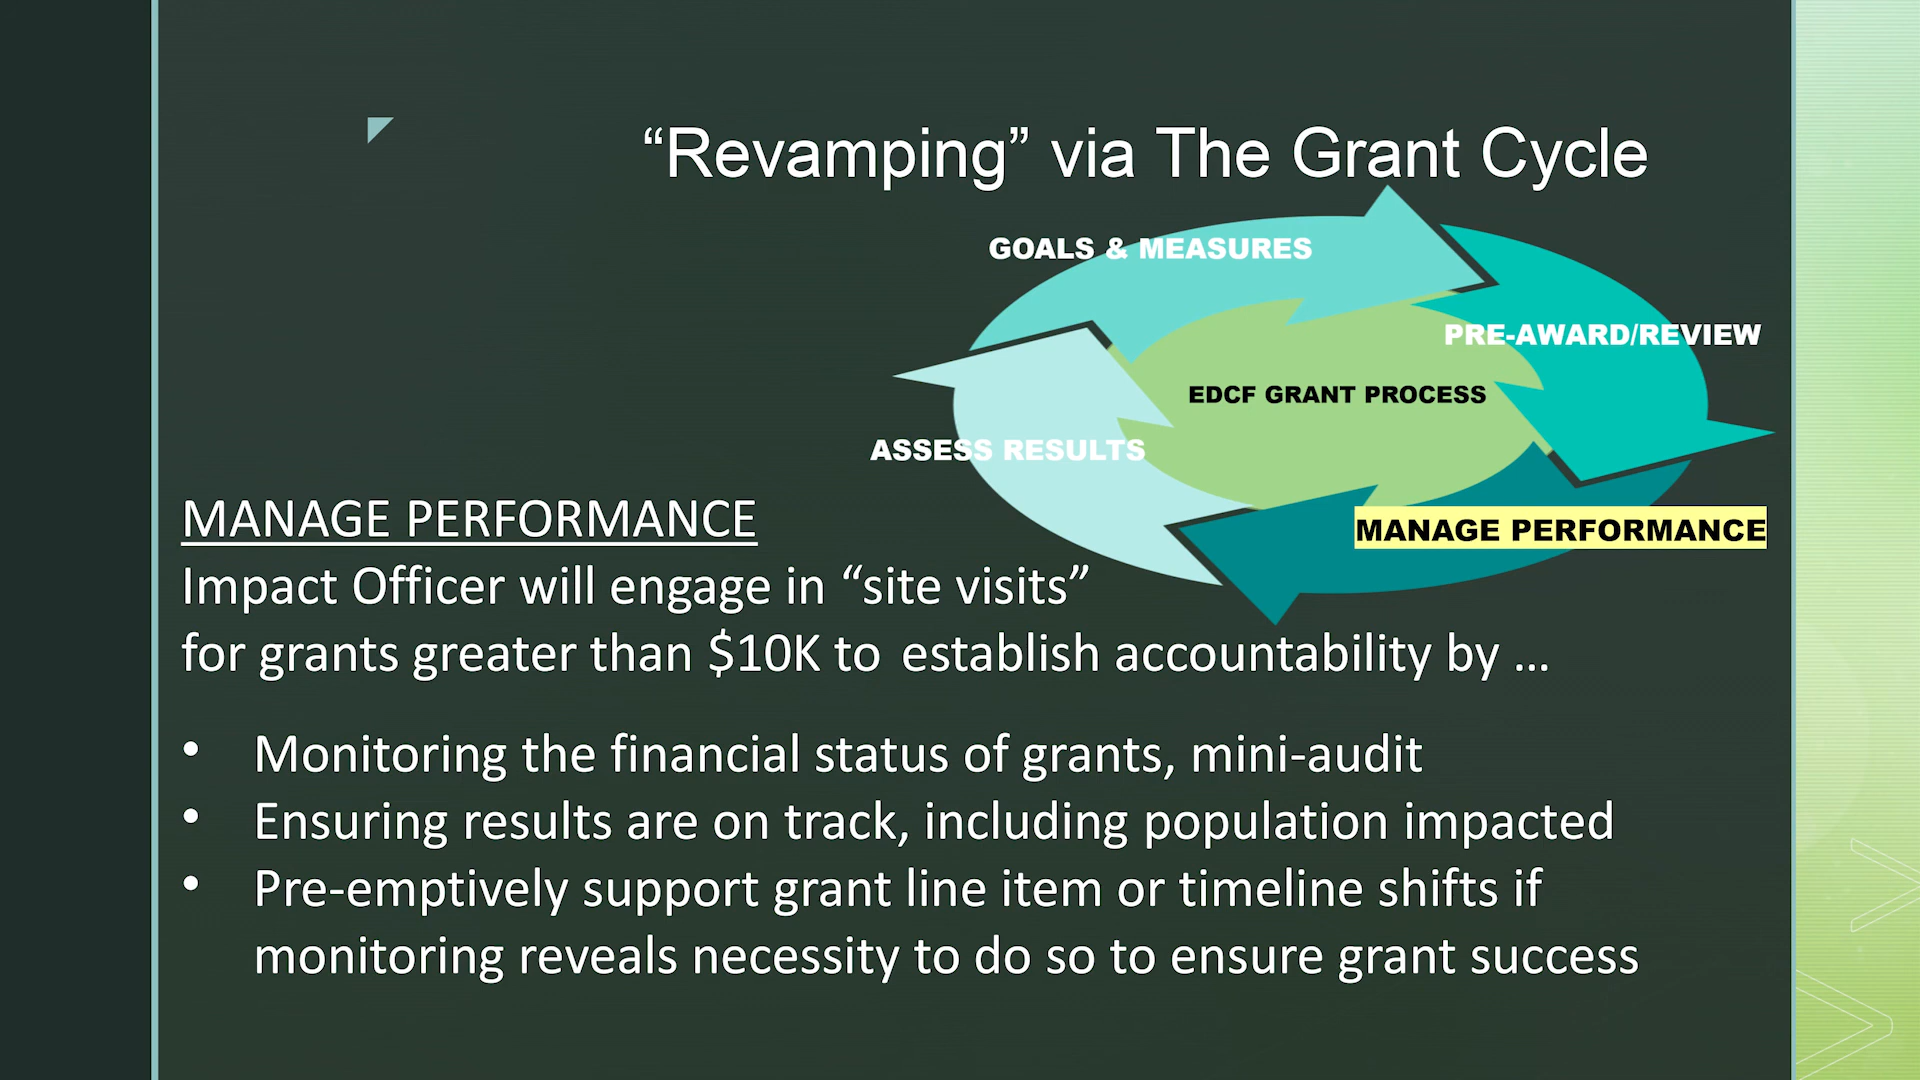 “Revamping” via The Grant Cycle
GOALS & MEASURES
PRE-AWARD/REVIEW
EDCF GRANT PROCESS
ASSESS RESULTS
MANAGE PERFORMANCE
MANAGE PERFORMANCE
Impact Officer will engage in “site visits”
for grants greater than $10K to establish accountability by ...
• Monitoring the financial status of grants, mini-audit
• Ensuring results are on track, including population impacted
• Pre-emptively support grant line item or timeline shifts if
monitoring reveals necessity to do so to ensure grant success